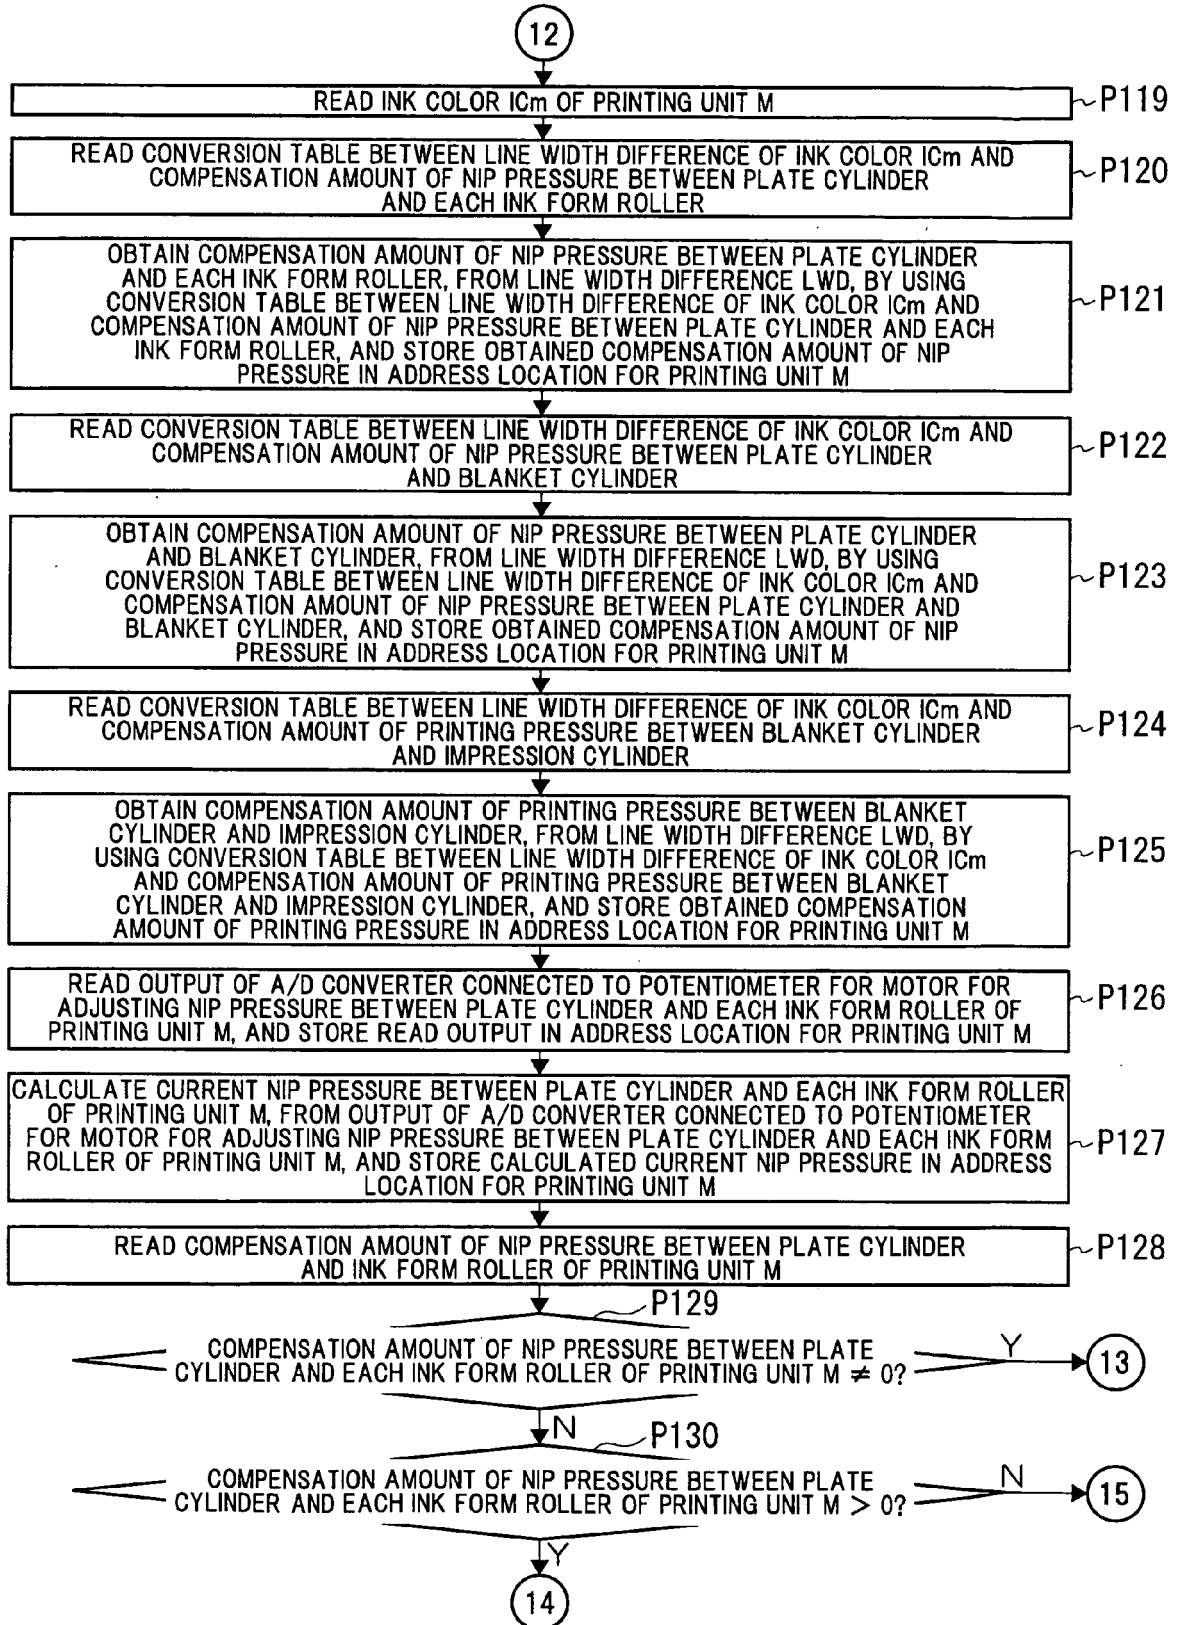 12
READ INK COLOR ICm OF PRINTING UNIT M
P119
READ CONVERSION TABLE BETWEEN LINE WIDTH DIFFERENCE OF INK COLOR ICm AND
COMPENSATION AMOUNT OF NIP PRESSURE BETWEEN PLATE CYLINDER
AND EACH INK FORM ROLLER
P120
OBTAIN COMPENSATION AMOUNT OF NIP PRESSURE BETWEEN PLATE CYLINDER
AND EACH INK FORM ROLLER, FROM LINE WIDTH DIFFERENCE LWD, BY USING
CONVERSION TABLE BETWEEN LINE WIDTH DIFFERENCE OF INK COLOR ICm AND
COMPENSATION AMOUNT OF NIP PRESSURE BETWEEN PLATE CYLINDER AND EACH
INK FORM ROLLER, AND STORE OBTAINED COMPENSATION AMOUNT OF NIP
PRESSURE IN ADDRESS LOCATION FOR PRINTING UNIT M
P121
READ CONVERSION TABLE BETWEEN LINE WIDTH DIFFERENCE OF INK COLOR ICm AND
COMPENSATION AMOUNT OF NIP PRESSURE BETWEEN PLATE CYLINDER
AND BLANKET CYLINDER
P122
OBTAIN COMPENSATION AMOUNT OF NIP PRESSURE BETWEEN PLATE CYLINDER
AND BLANKET CYLINDER, FROM LINE WIDTH DIFFERENCE LWD, BY USING
CONVERSION TABLE BETWEEN LINE WIDTH DIFFERENCE OF INK COLOR ICm AND
COMPENSATION AMOUNT OF NIP PRESSURE BETWEEN PLATE CYLINDER AND
BLANKET CYLINDER, AND STORE OBTAINED COMPENSATION AMOUNT OF NIP
PRESSURE IN ADDRESS LOCATION FOR PRINTING UNIT M
P123
READ CONVERSION TABLE BETWEEN LINE WIDTH DIFFERENCE OF INK COLOR ICm AND
COMPENSATION AMOUNT OF PRINTING PRESSURE BETWEEN BLANKET CYLINDER
AND IMPRESSION CYLINDER
P124
OBTAIN COMPENSATION AMOUNT OF PRINTING PRESSURE BETWEEN BLANKET
CYLINDER AND IMPRESSION CYLINDER, FROM LINE WIDTH DIFFERENCE LWD, BY
USING CONVERSION TABLE BETWEEN LINE WIDTH DIFFERENCE OF INK COLOR ICm
AND COMPENSATION AMOUNT OF PRINTING PRESSURE BETWEEN BLANKET
CYLINDER AND IMPRESSION CYLINDER, AND STORE OBTAINED COMPENSATION
AMOUNT OF PRINTING PRESSURE IN ADDRESS LOCATION FOR PRINTING UNIT M
P125
READ OUTPUT OF A/D CONVERTER CONNECTED TO POTENTIOMETER FOR MOTOR FOR
ADJUSTING NIP PRESSURE BETWEEN PLATE CYLINDER AND EACH INK FORM ROLLER OF
PRINTING UNIT M, AND STORE READ OUTPUT IN ADDRESS LOCATION FOR PRINTING UNIT M
P126
CALCULATE CURRENT NIP PRESSURE BETWEEN PLATE CYLINDER AND EACH INK FORM ROLLER
OF PRINTING UNIT M, FROM OUTPUT OF A/D CONVERTER CONNECTED TO POTENTIOMETER
FOR MOTOR FOR ADJUSTING NIP PRESSURE BETWEEN PLATE CYLINDER AND EACH INK FORM
ROLLER OF PRINTING UNIT M, AND STORE CALCULATED CURRENT NIP PRESSURE IN ADDRESS
LOCATION FOR PRINTING UNIT M
P127
READ COMPENSATION AMOUNT OF NIP PRESSURE BETWEEN PLATE CYLINDER
AND INK FORM ROLLER OF PRINTING UNIT M
P128
P129
COMPENSATION AMOUNT OF NIP PRESSURE BETWEEN PLATE
CYLINDER AND EACH INK FORM ROLLER OF PRINTING UNIT M ≠ 0?
Y
13
N
P130
COMPENSATION AMOUNT OF NIP PRESSURE BETWEEN PLATE
CYLINDER AND EACH INK FORM ROLLER OF PRINTING UNIT M > 0?
N
15
Y
14